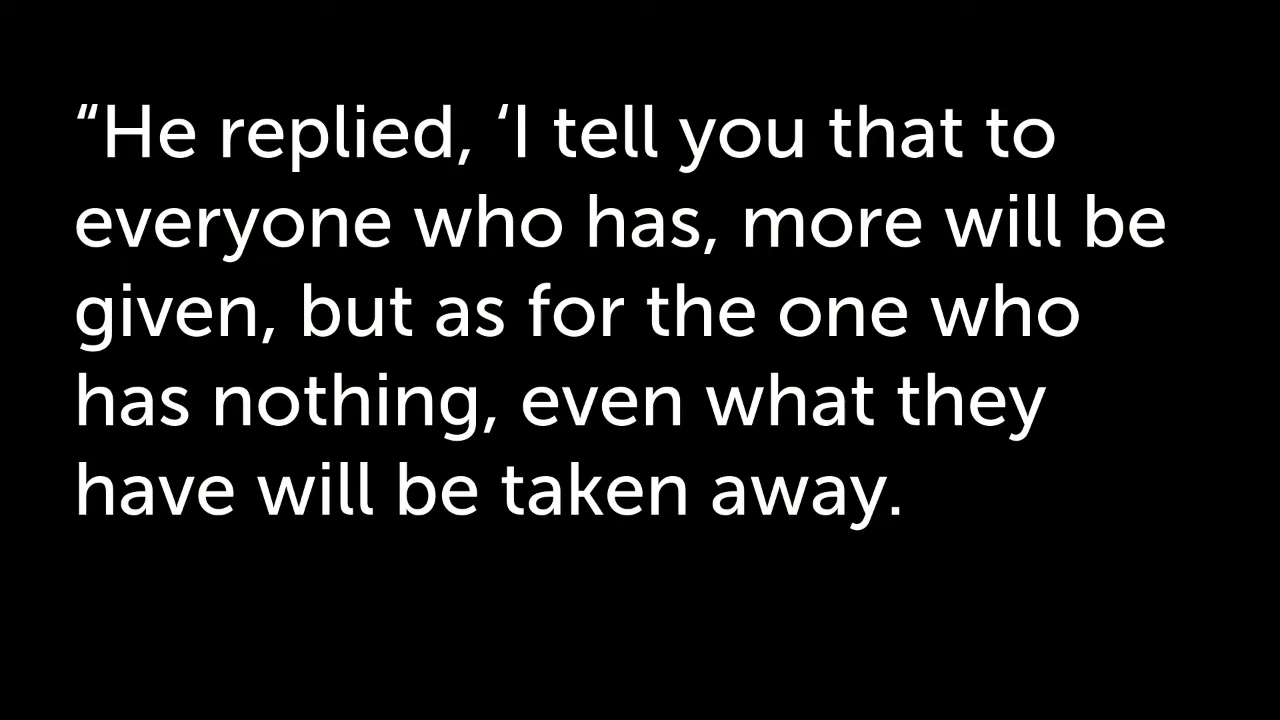 “He replied, ‘I tell you that to
everyone who has, more will be
given, but as for the one who
has nothing, even what they
have will be taken away.